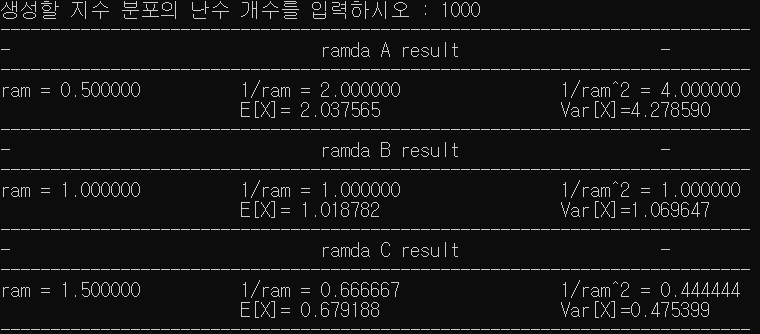 생성할 지수 분포의 난수 개수를 입력하시오 : 1000
--------------------------------------------------------------------------
-                               ramda A result                    -
--------------------------------------------------------------------------
ram = 0.500000          1/ram = 2.000000                1/ram^2 = 4.000000
                        E[X]= 2.037565                  Var[X]=4.278590
--------------------------------------------------------------------------
-                               ramda B result                    -
--------------------------------------------------------------------------
ram = 1.000000          1/ram = 1.000000                1/ram^2 = 1.000000
                        E[X]= 1.018782                  Var[X]=1.069647
--------------------------------------------------------------------------
-                               ramda C result                    -
--------------------------------------------------------------------------
ram = 1.500000          1/ram = 0.666667                1/ram^2 = 0.444444
                        E[X]= 0.679188                  Var[X]=0.475399
--------------------------------------------------------------------------